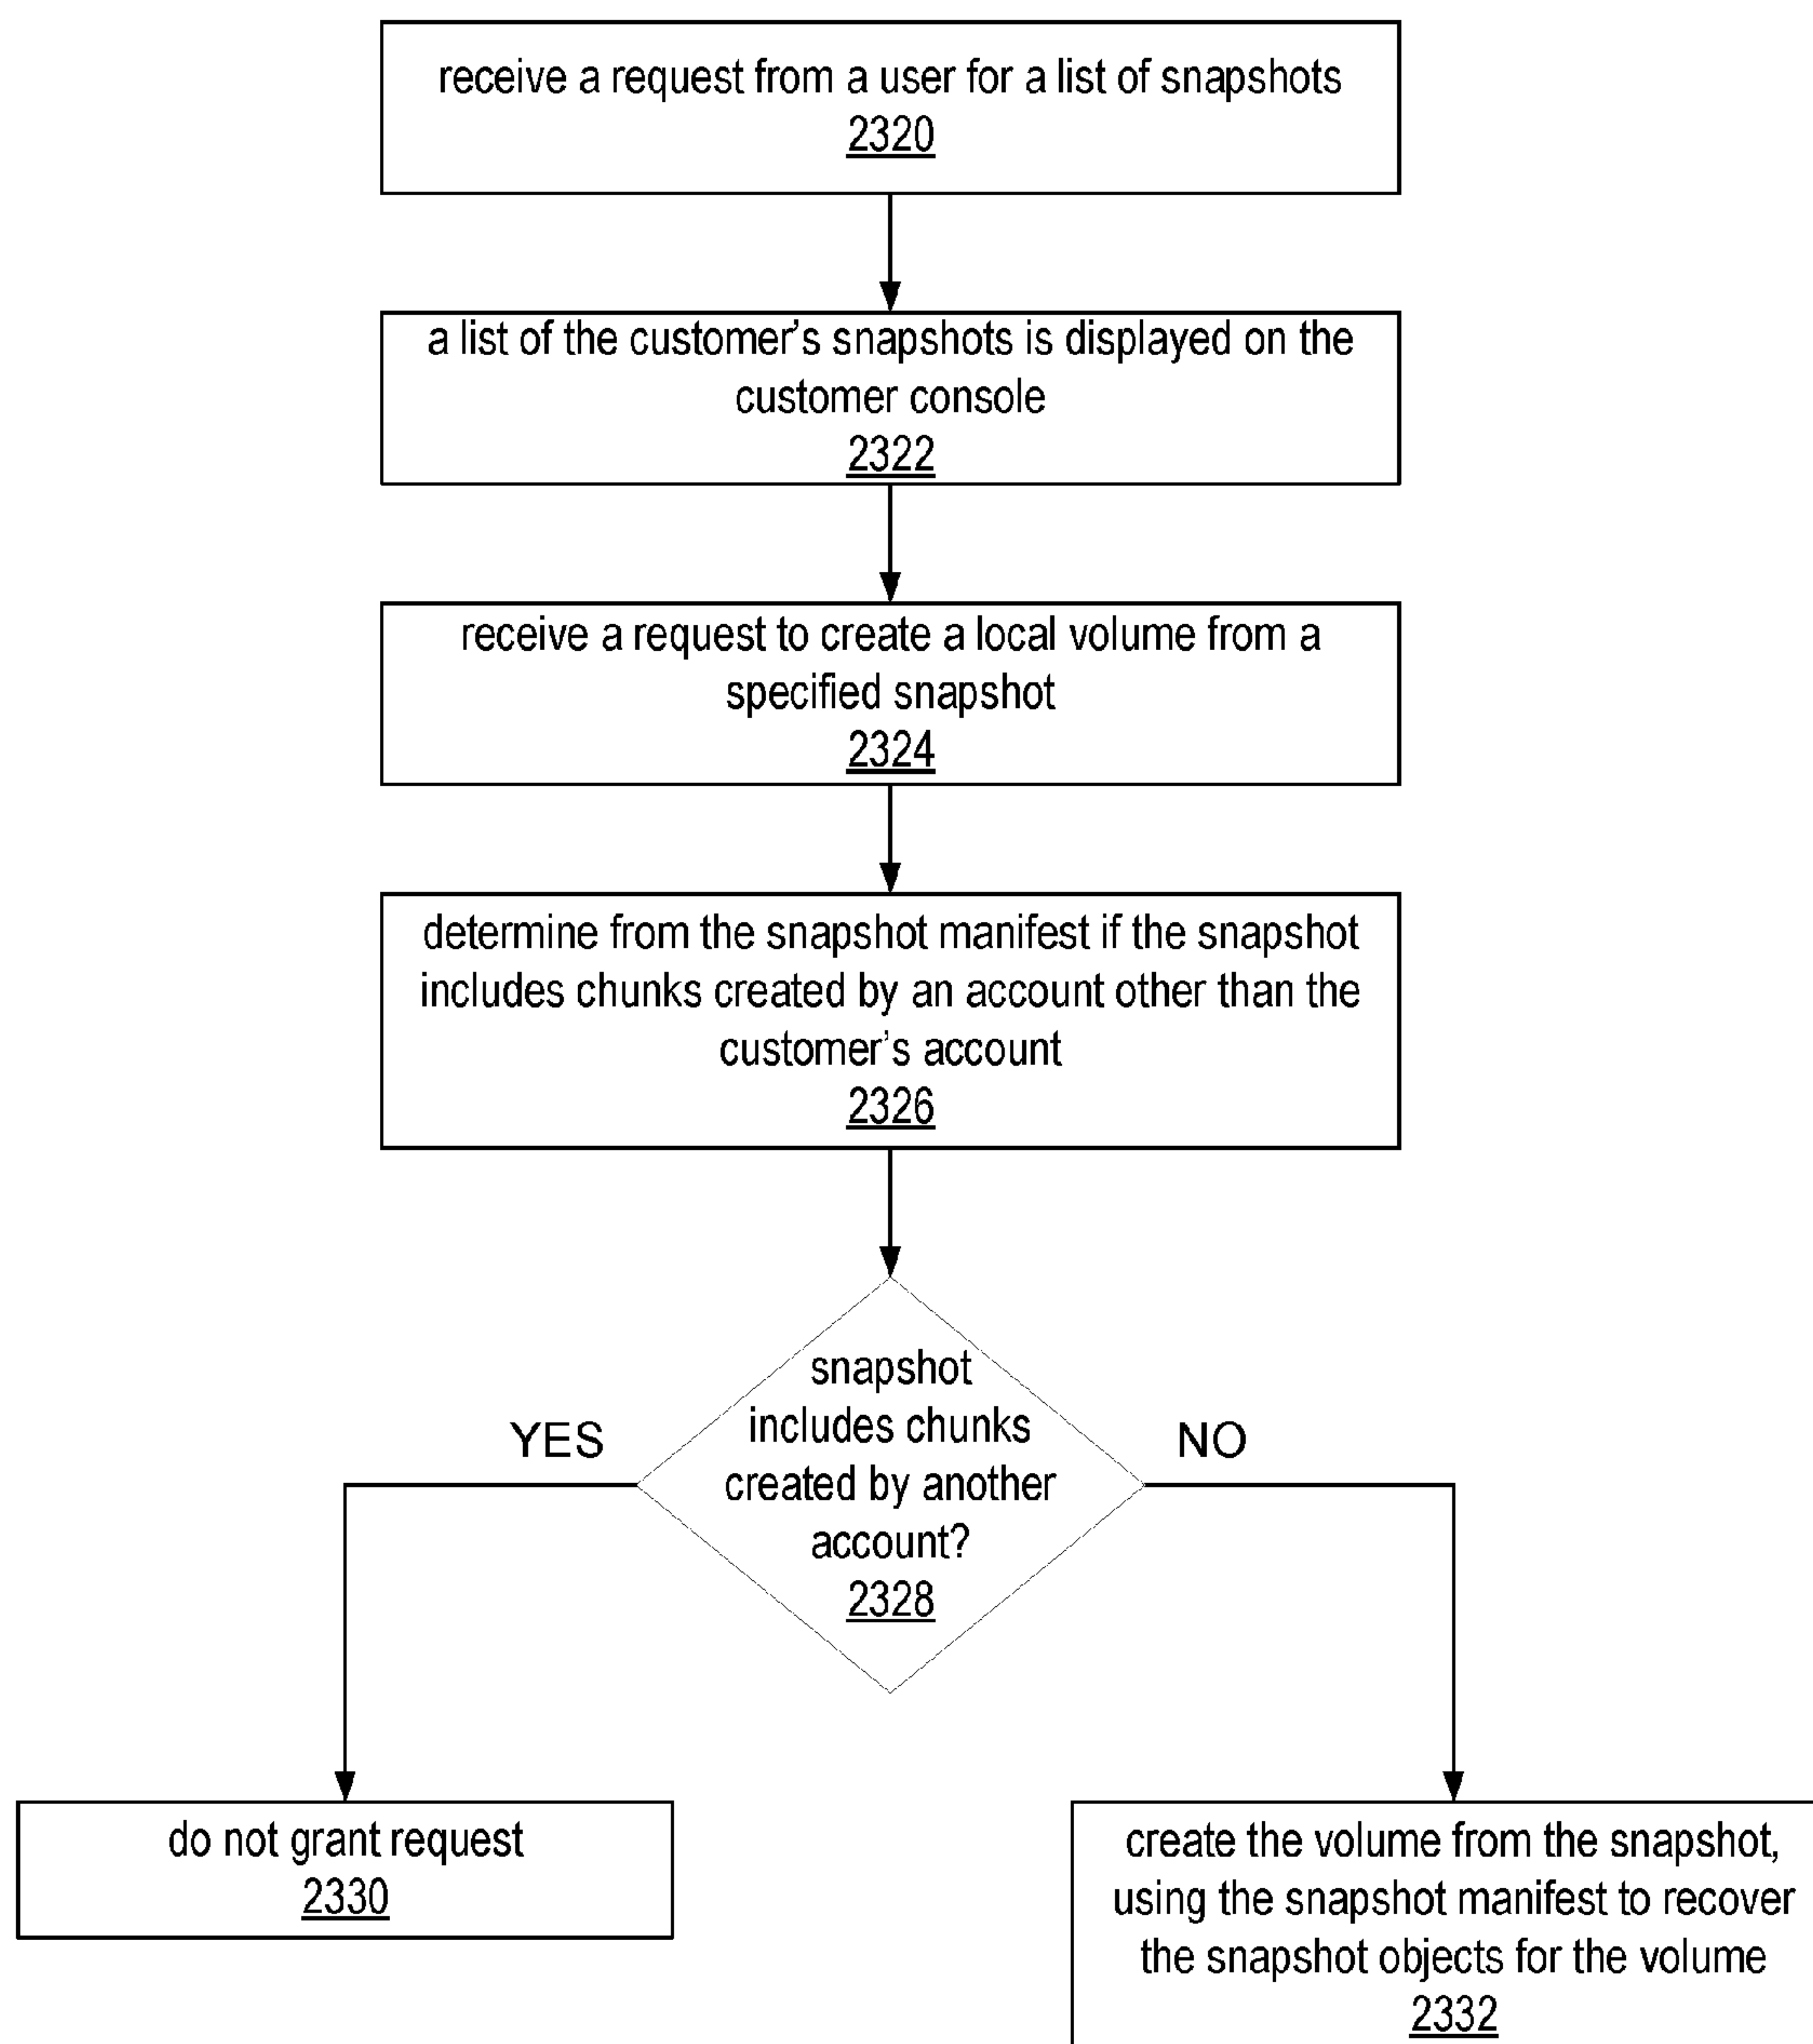 receive a request from a user for a list of snapshots
2320
a list of the customer's snapshots is displayed on the
customer console
2322
receive a request to create a local volume from a
specified snapshot
2324
determine from the snapshot manifest if the snapshot
includes chunks created by an account other than the
customer's account
2326
snapshot
includes chunks
created by another
account?
2328
YES
NO
do not grant request
2330
create the volume from the snapshot,
using the snapshot manifest to recover
the snapshot objects for the volume
2332